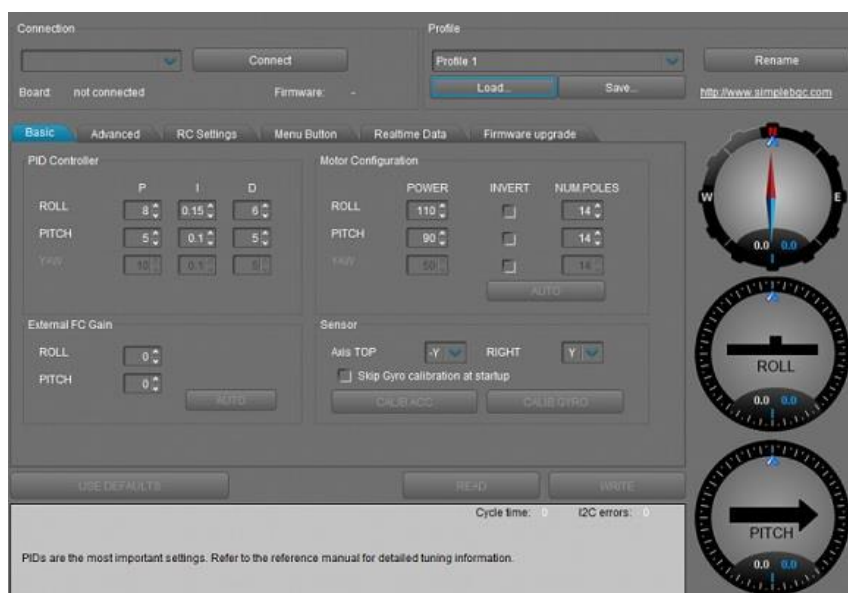 Connection
Profile
Connect
Profile 1
Rename
Board: not connected
Firmware: -
Load...
Save...
http://www.simplebgc.com
Basic
Advanced
RC Settings
Menu Button
Realtime Data
Firmware upgrade
PID Controller
P I D
ROLL 8 0.15 6
PITCH 5 0.1 5
YAW 10 0.1
Motor Configuration
POWER INVERT NUM.POLES
ROLL 110 14
PITCH 90 14
YAW 50 14
AUTO
External FC Gain
ROLL 0
PITCH 0
AUTO
Sensor
Axis TOP -Y RIGHT Y
Skip Gyro calibration at startup
CALIB.ACC
CALIB.GYRO
USE DEFAULTS
READ
WRITE
Cycle time: 0 I2C errors: 0
PIDs are the most important settings. Refer to the reference manual for detailed tuning information.
N
W E
0.0 0.0
ROLL
0.0 0.0
PITCH
0.0 0.0